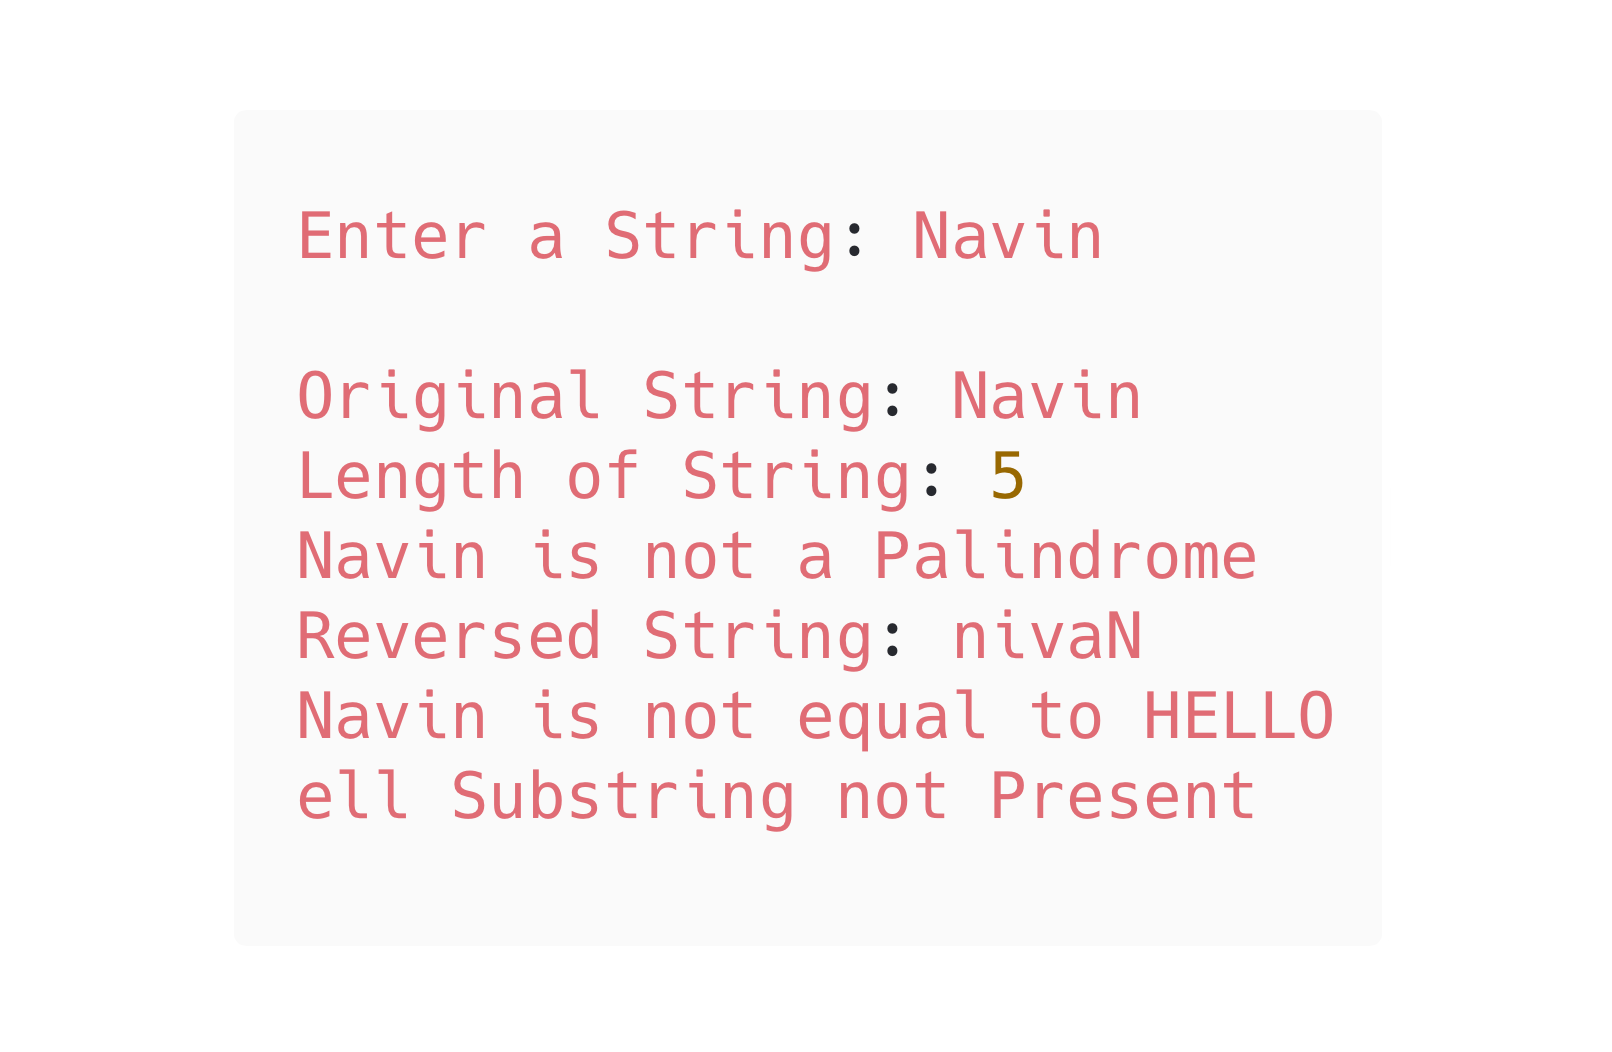 Enter a String: Navin
Original String: Navin
Length of String: 5
Navin is not a Palindrome
Reversed String: nivaN
Navin is not equal to HELLO
ell Substring not Present